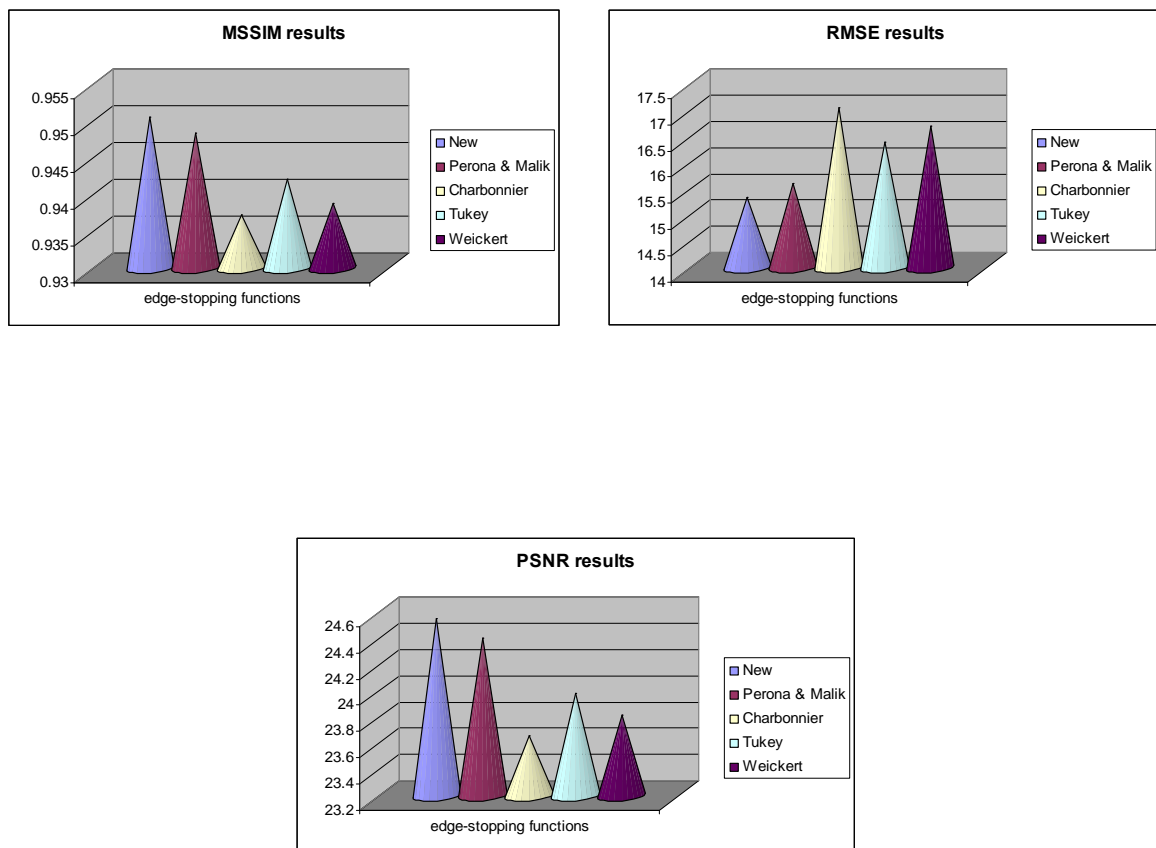 MSSIM results
0.955
0.95
0.945
0.94
0.935
0.93
edge-stopping functions
New
Perona & Malik
Charbonnier
Tukey
Weickert
RMSE results
17.5
17
16.5
16
15.5
15
14.5
14
edge-stopping functions
New
Perona & Malik
Charbonnier
Tukey
Weickert
PSNR results
24.6
24.4
24.2
24
23.8
23.6
23.4
23.2
edge-stopping functions
New
Perona & Malik
Charbonnier
Tukey
Weickert